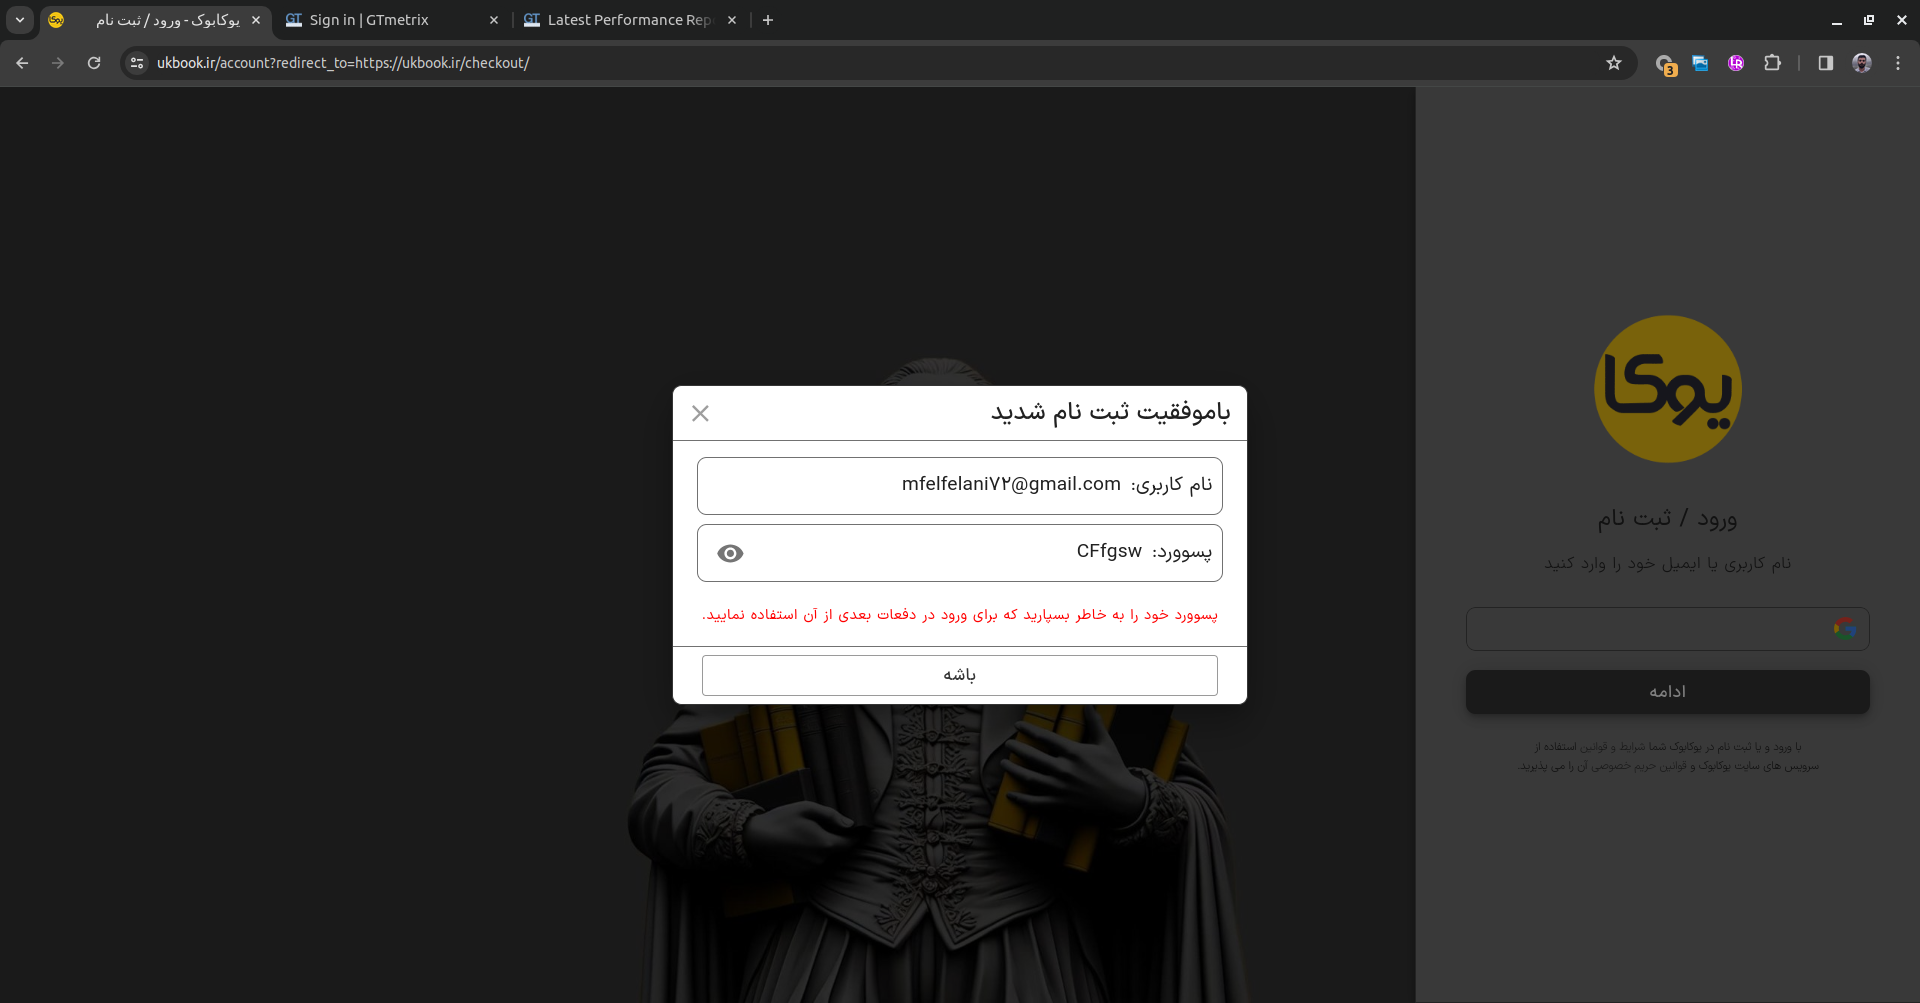 یوکابوک - ورود / ثبت نام
Sign in | GTmetrix
Latest Performance Rep
ukbook.ir/account?redirect_to=https://ukbook.ir/checkout/
3
LR
باموفقیت ثبت نام شدید
نام کاربری: mfelfelani۷۲@gmail.com
پسوورد: CFfgsw
پسوورد خود را به خاطر بسپارید که برای ورود در دفعات بعدی از آن استفاده نمایید.
باشه
یوکا
ورود / ثبت نام
نام کاربری یا ایمیل خود را وارد کنید
ادامه
با ورود و یا ثبت نام در یوکابوک شما شرایط و قوانین استفاده از
سرویس های سایت یوکابوک و قوانین حریم خصوصی آن را می پذیرید.